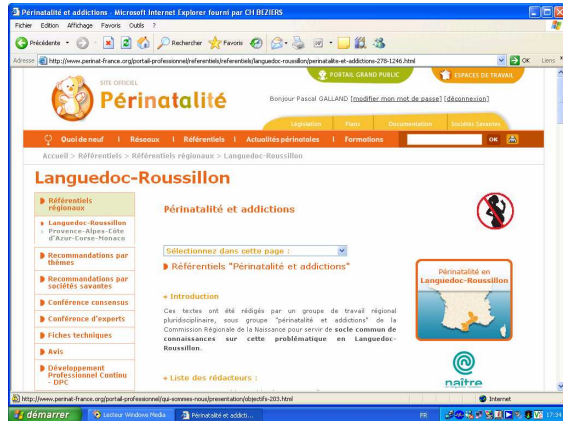 Périnatalité et addictions - Microsoft Internet Explorer fourni par CH BEZIERS
Fichier Edition Affichage Favoris Outils ?
Précédente Rechercher Favoris
Adresse http://www.perinat-france.org/portail-professionnel/referentiels/referentiels/languedoc-roussillon/perinatalite-et-addictions-278-1246.html OK Liens
PORTAIL GRAND PUBLIC ESPACES DE TRAVAIL
SITE OFFICIEL
Périnatalité
Bonjour Pascal GALLAND [modifier mon mot de passe] [déconnexion]
Législation Plans Documentation Sociétés Savantes
Quoi de neuf I Réseaux I Référentiels I Actualités périnatales I Formations OK
Accueil > Référentiels > Référentiels régionaux > Languedoc-Roussillon
Languedoc-Roussillon
Référentiels régionaux
Languedoc-Roussillon
Provence-Alpes-Côte
d'Azur-Corse-Monaco
Recommandations par
thèmes
Recommandations par
sociétés savantes
Conférence consensus
Conférence d'experts
Fiches techniques
Avis
Développement
Professionnel Continu
- DPC
Périnatalité et addictions
Sélectionnez dans cette page :
Référentiels "Périnatalité et addictions"
Introduction
Ces textes ont été rédigés par un groupe de travail régional
pluridisciplinaire, sous groupe "périnatalité et addictions" de la
Commission Régionale de la Naissance pour servir de socle commun de
connaissances sur cette problématique en Languedoc-
Roussillon.
Liste des rédacteurs :
Périnatalité en
Languedoc-Roussillon
naître
http://www.perinat-france.org/portail-professionnel/qui-sommes-nous/presentation/objectifs-203.html Internet
démarrer Lecteur Windows Media Périnatalité et addicti... FR 17:34